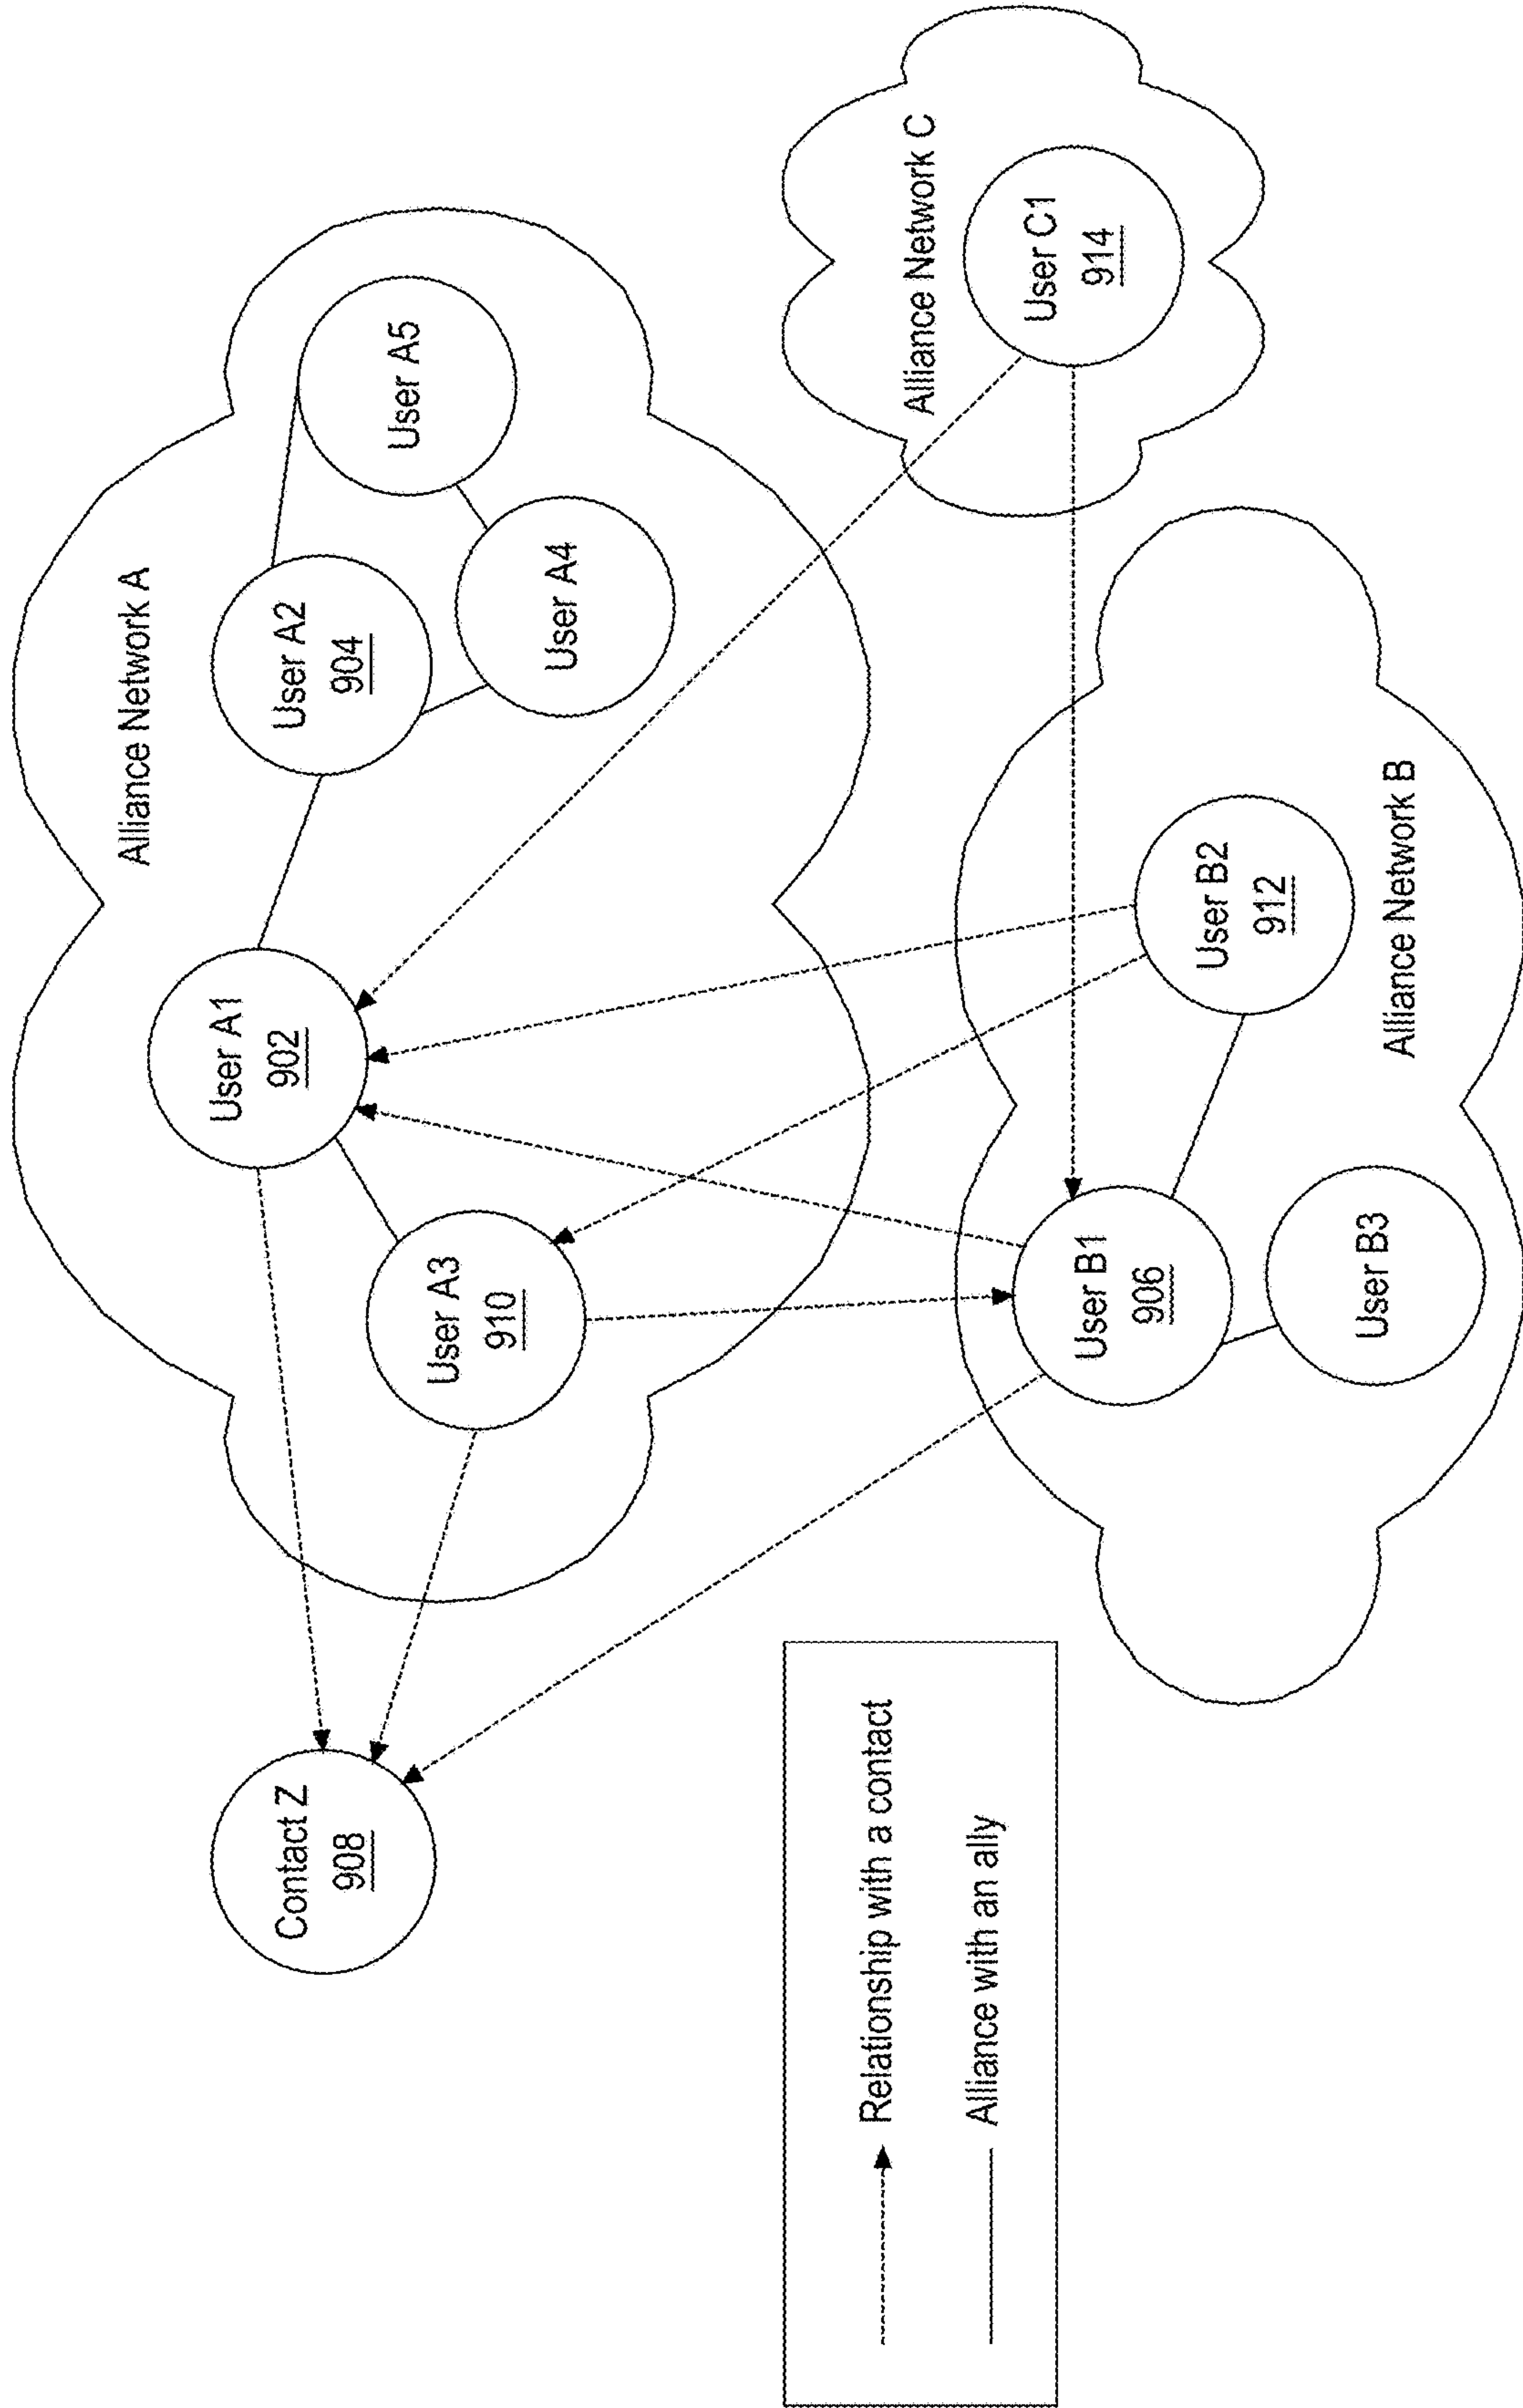 Alliance Network A
User A1
902
User A2
904
User A5
User A4
User A3
910
Contact Z
908
Alliance Network C
User C1
914
User B1
906
User B2
912
User B3
Alliance Network B
Relationship with a contact
Alliance with an ally